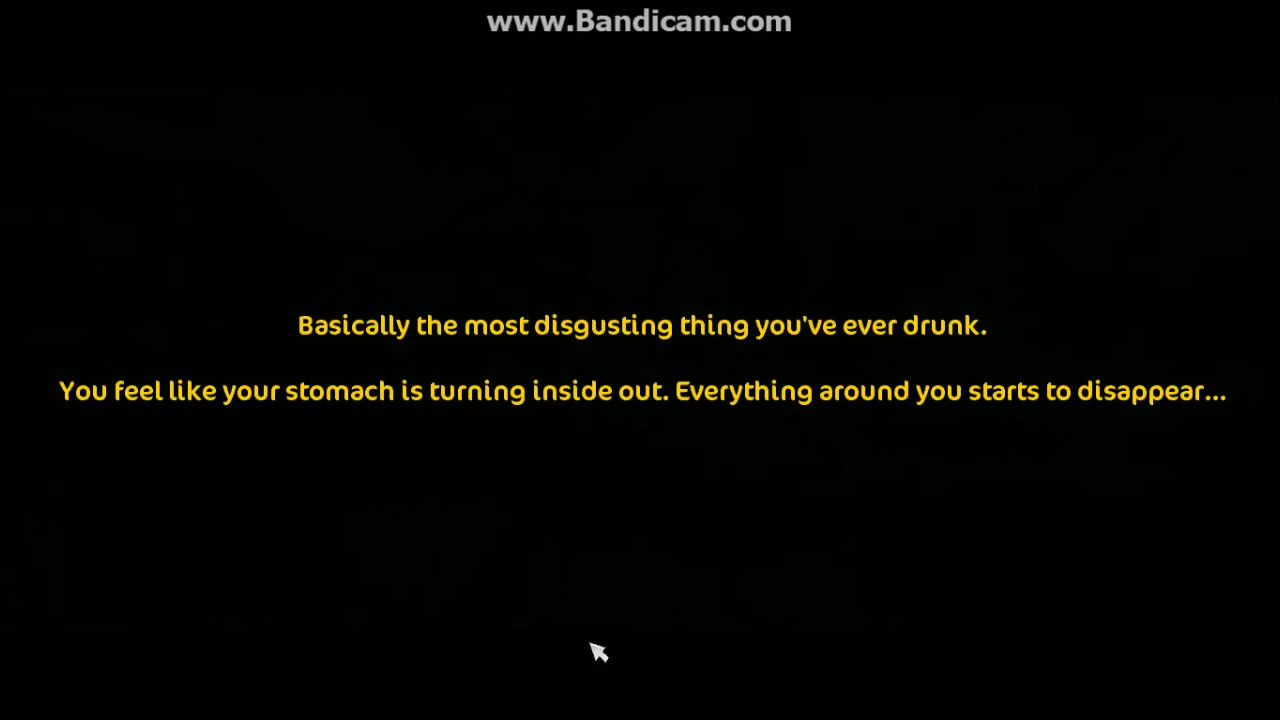 www.Bandicam.com
Basically the most disgusting thing you've ever drunk.
You feel like your stomach is turning inside out. Everything around you starts to disappear...